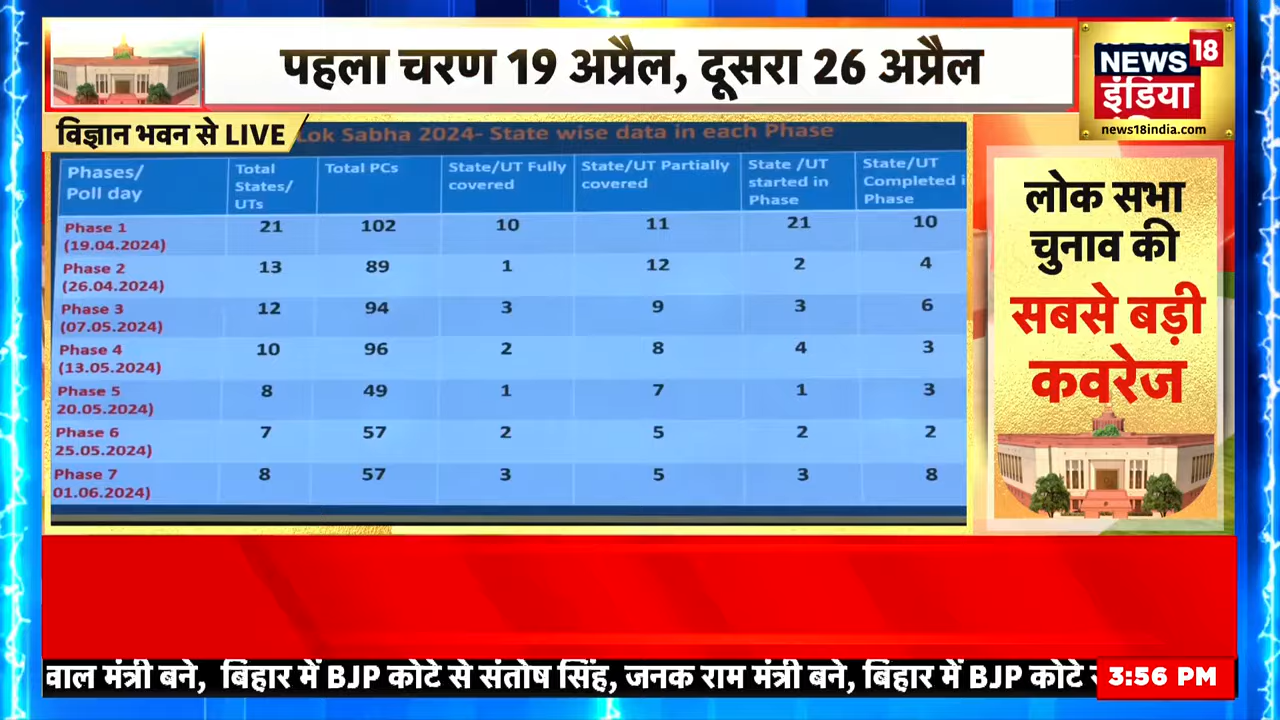 पहला चरण 19 अप्रैल, दूसरा 26 अप्रैल
NEWS 18
इंडिया
news18india.com
विज्ञान भवन से LIVE
Lok Sabha 2024- State wise data in each Phase
Phases/ Poll day | Total States/ UTs | Total PCs | State/UT Fully covered | State/UT Partially covered | State /UT started in Phase | State/UT Completed i Phase
Phase 1 (19.04.2024) 21 102 10 11 21 10
Phase 2 (26.04.2024) 13 89 1 12 2 4
Phase 3 (07.05.2024) 12 94 3 9 3 6
Phase 4 (13.05.2024) 10 96 2 8 4 3
Phase 5 20.05.2024) 8 49 1 7 1 3
Phase 6 25.05.2024) 7 57 2 5 2 2
Phase 7 01.06.2024) 8 57 3 5 3 8
लोक सभा
चुनाव की
सबसे बड़ी
कवरेज
वाल मंत्री बने, बिहार में BJP कोटे से संतोष सिंह, जनक राम मंत्री बने, बिहार में BJP कोटे
3:56 PM